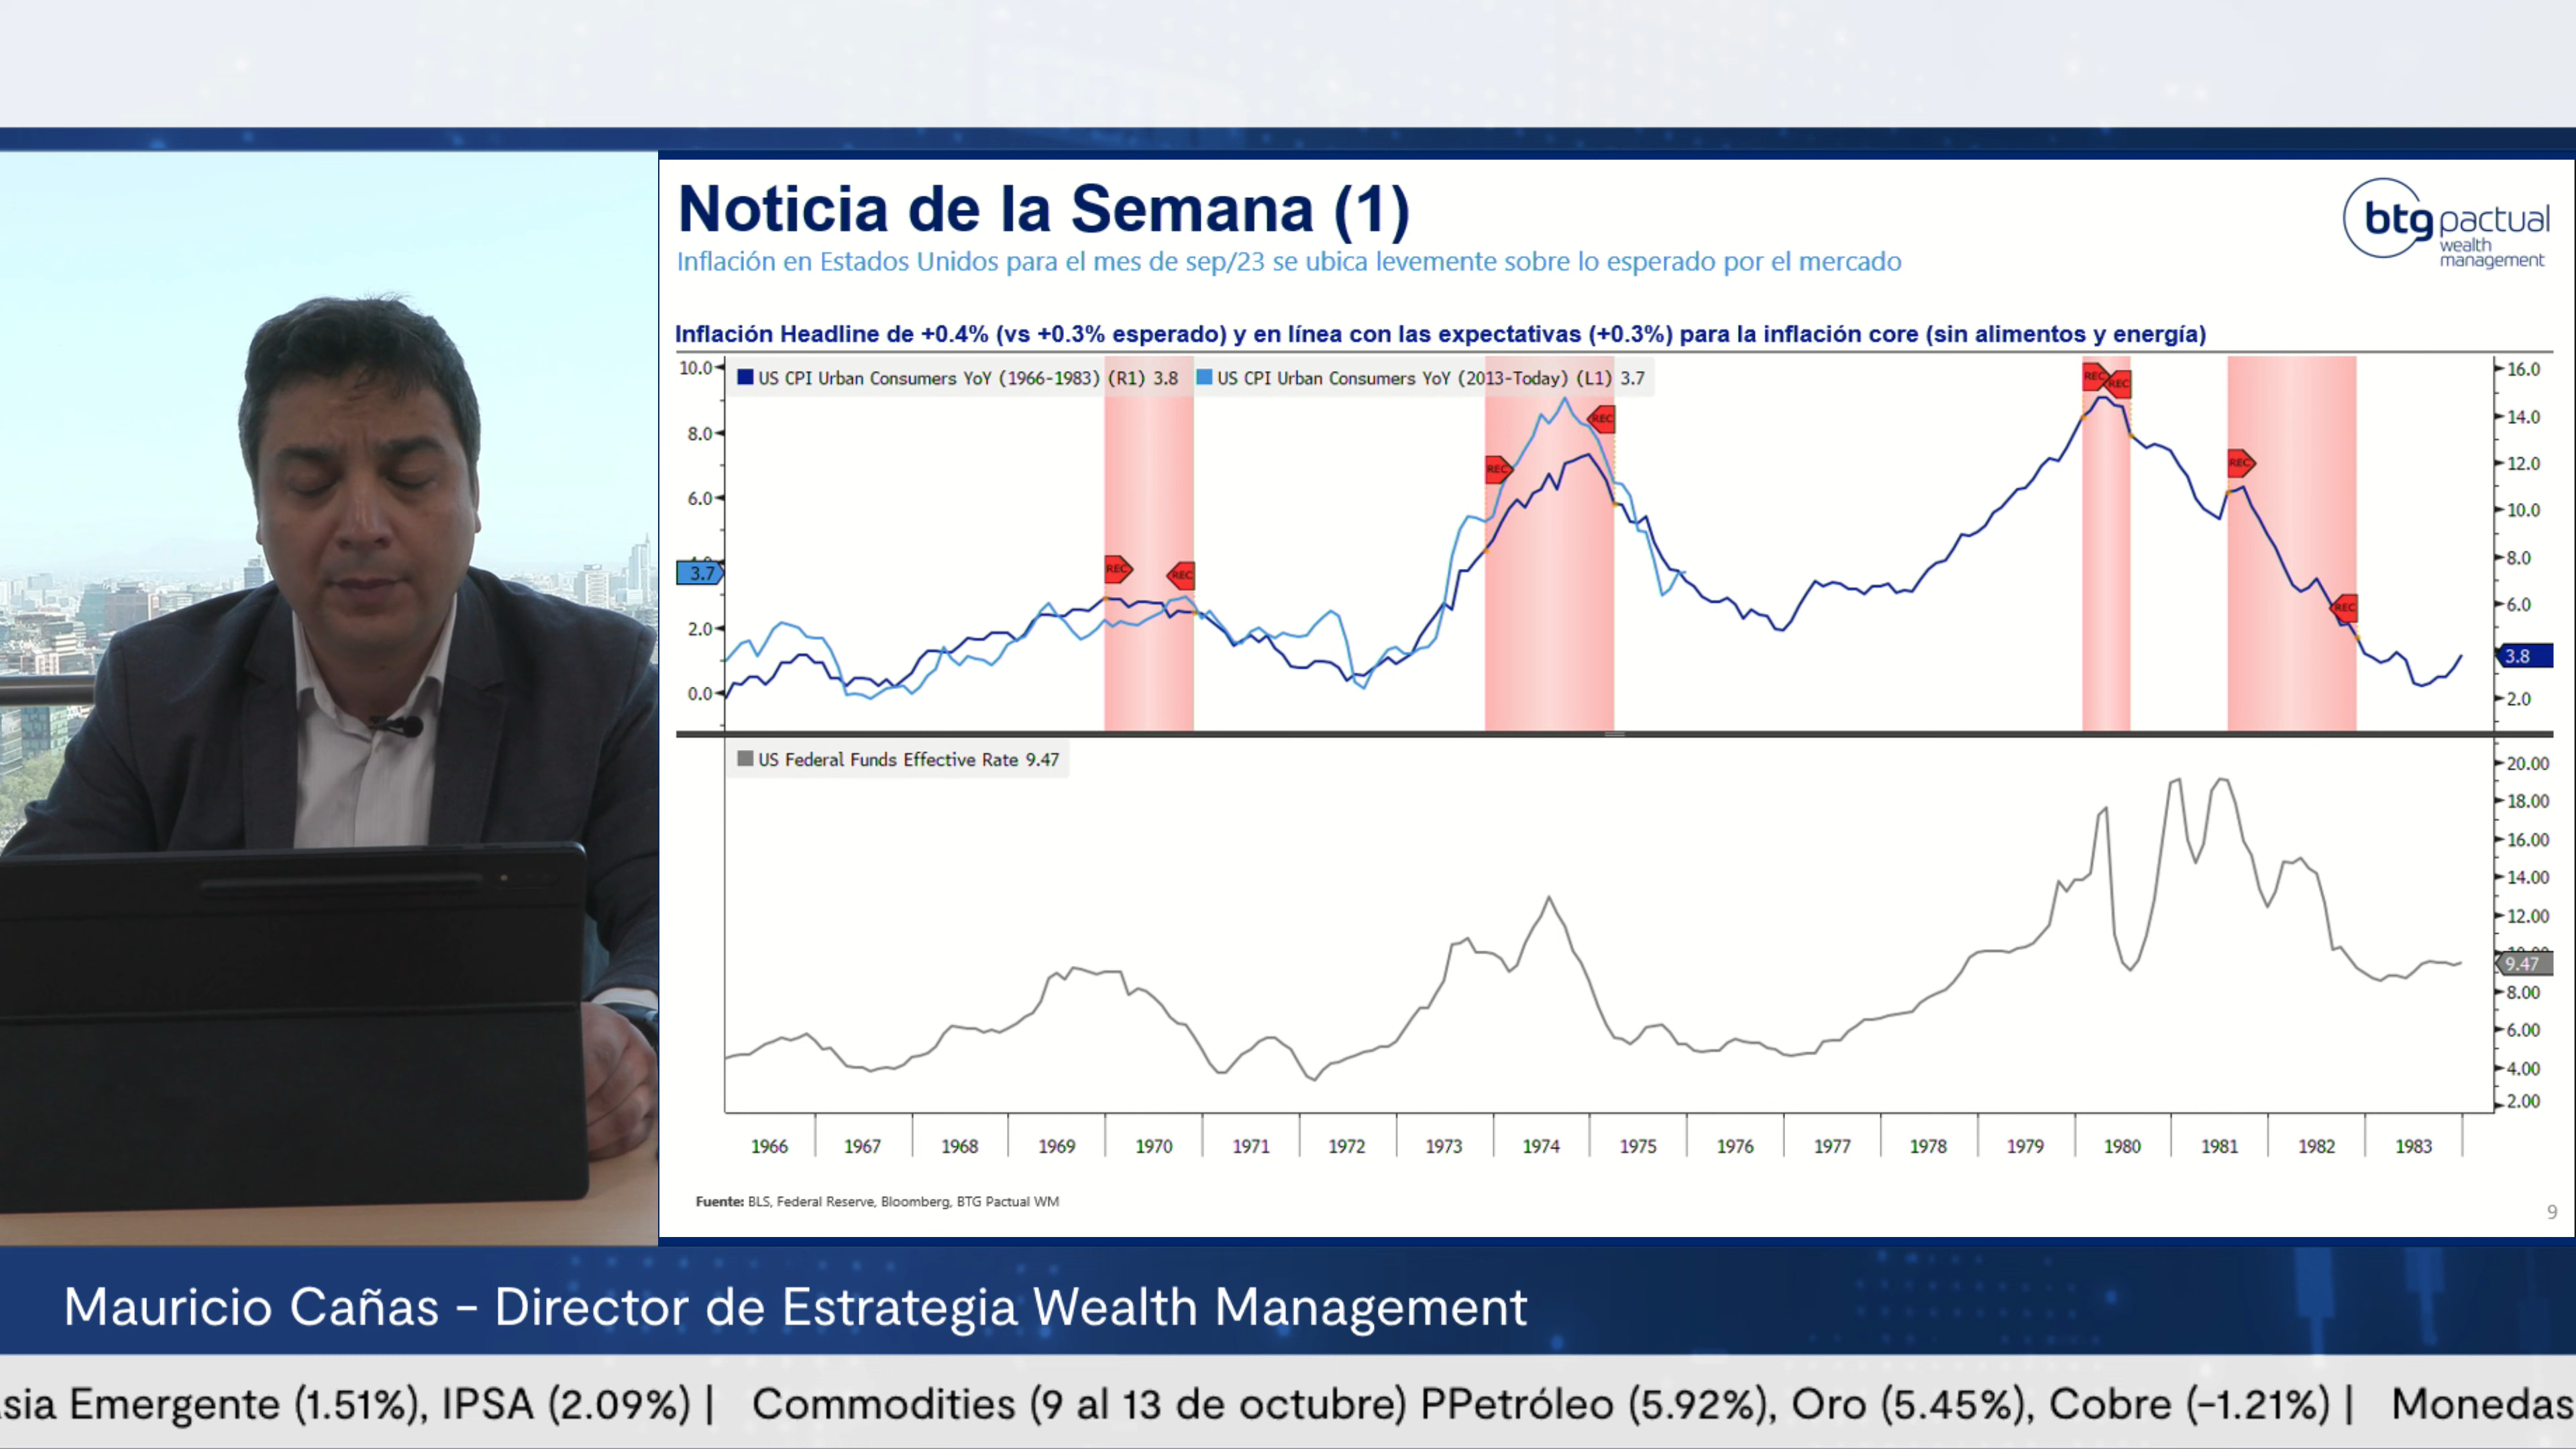 Noticia de la Semana (1)
Inflación en Estados Unidos para el mes de sep/23 se ubica levemente sobre lo esperado por el mercado
btg pactual
wealth
management
Inflación Headline de +0.4% (vs +0.3% esperado) y en línea con las expectativas (+0.3%) para la inflación core (sin alimentos y energía)
US CPI Urban Consumers YoY (1966-1983) (R1) 3.8
US CPI Urban Consumers YoY (2013-Today) (L1) 3.7
10.0
8.0
6.0
3.7
2.0
0.0
REC
REC
REC
REC
REC
REC
REC
REC
16.0
14.0
12.0
10.0
8.0
6.0
3.8
2.0
US Federal Funds Effective Rate 9.47
20.00
18.00
16.00
14.00
12.00
9.47
8.00
6.00
4.00
2.00
1966 1967 1968 1969 1970 1971 1972 1973 1974 1975 1976 1977 1978 1979 1980 1981 1982 1983
Fuente: BLS, Federal Reserve, Bloomberg, BTG Pactual WM
9
Mauricio Cañas - Director de Estrategia Wealth Management
sia Emergente (1.51%), IPSA (2.09%) | Commodities (9 al 13 de octubre) PPetróleo (5.92%), Oro (5.45%), Cobre (-1.21%) | Monedas